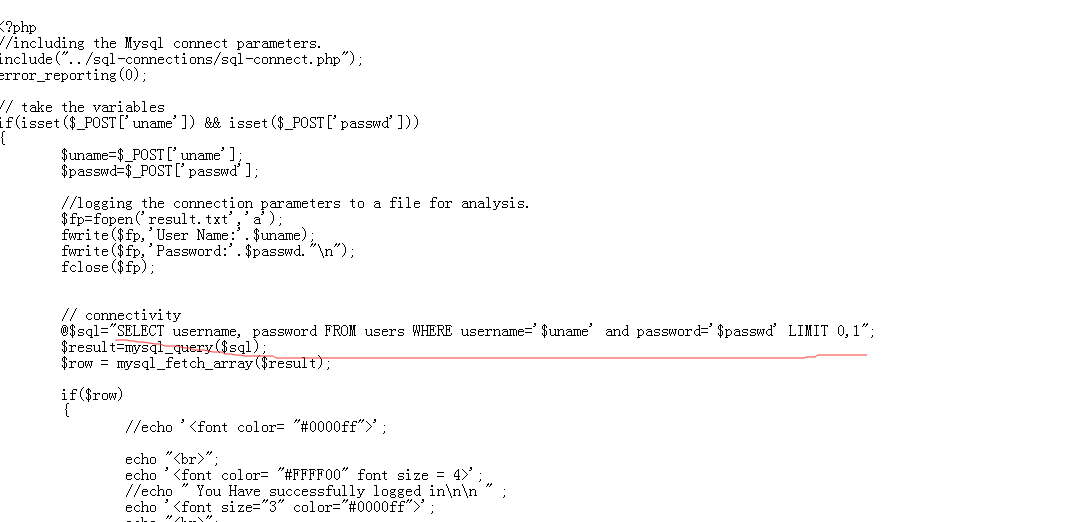 <?php
//including the Mysql connect parameters.
include("../sql-connections/sql-connect.php");
error_reporting(0);
// take the variables
if(isset($_POST['uname']) && isset($_POST['passwd']))
{
$uname=$_POST['uname'];
$passwd=$_POST['passwd'];
//logging the connection parameters to a file for analysis.
$fp=fopen('result.txt','a');
fwrite($fp,'User Name:'.$uname);
fwrite($fp,'Password:'.$passwd."\n");
fclose($fp);
// connectivity
@$sql="SELECT username, password FROM users WHERE username='$uname' and password='$passwd' LIMIT 0,1";
$result=mysql_query($sql);
$row = mysql_fetch_array($result);
if($row)
{
//echo '<font color= "#0000ff">';
echo "<br>";
echo '<font color= "#FFFF00" font size = 4>';
//echo " You Have successfully logged in\n\n " ;
echo '<font size="3" color="#0000ff">';